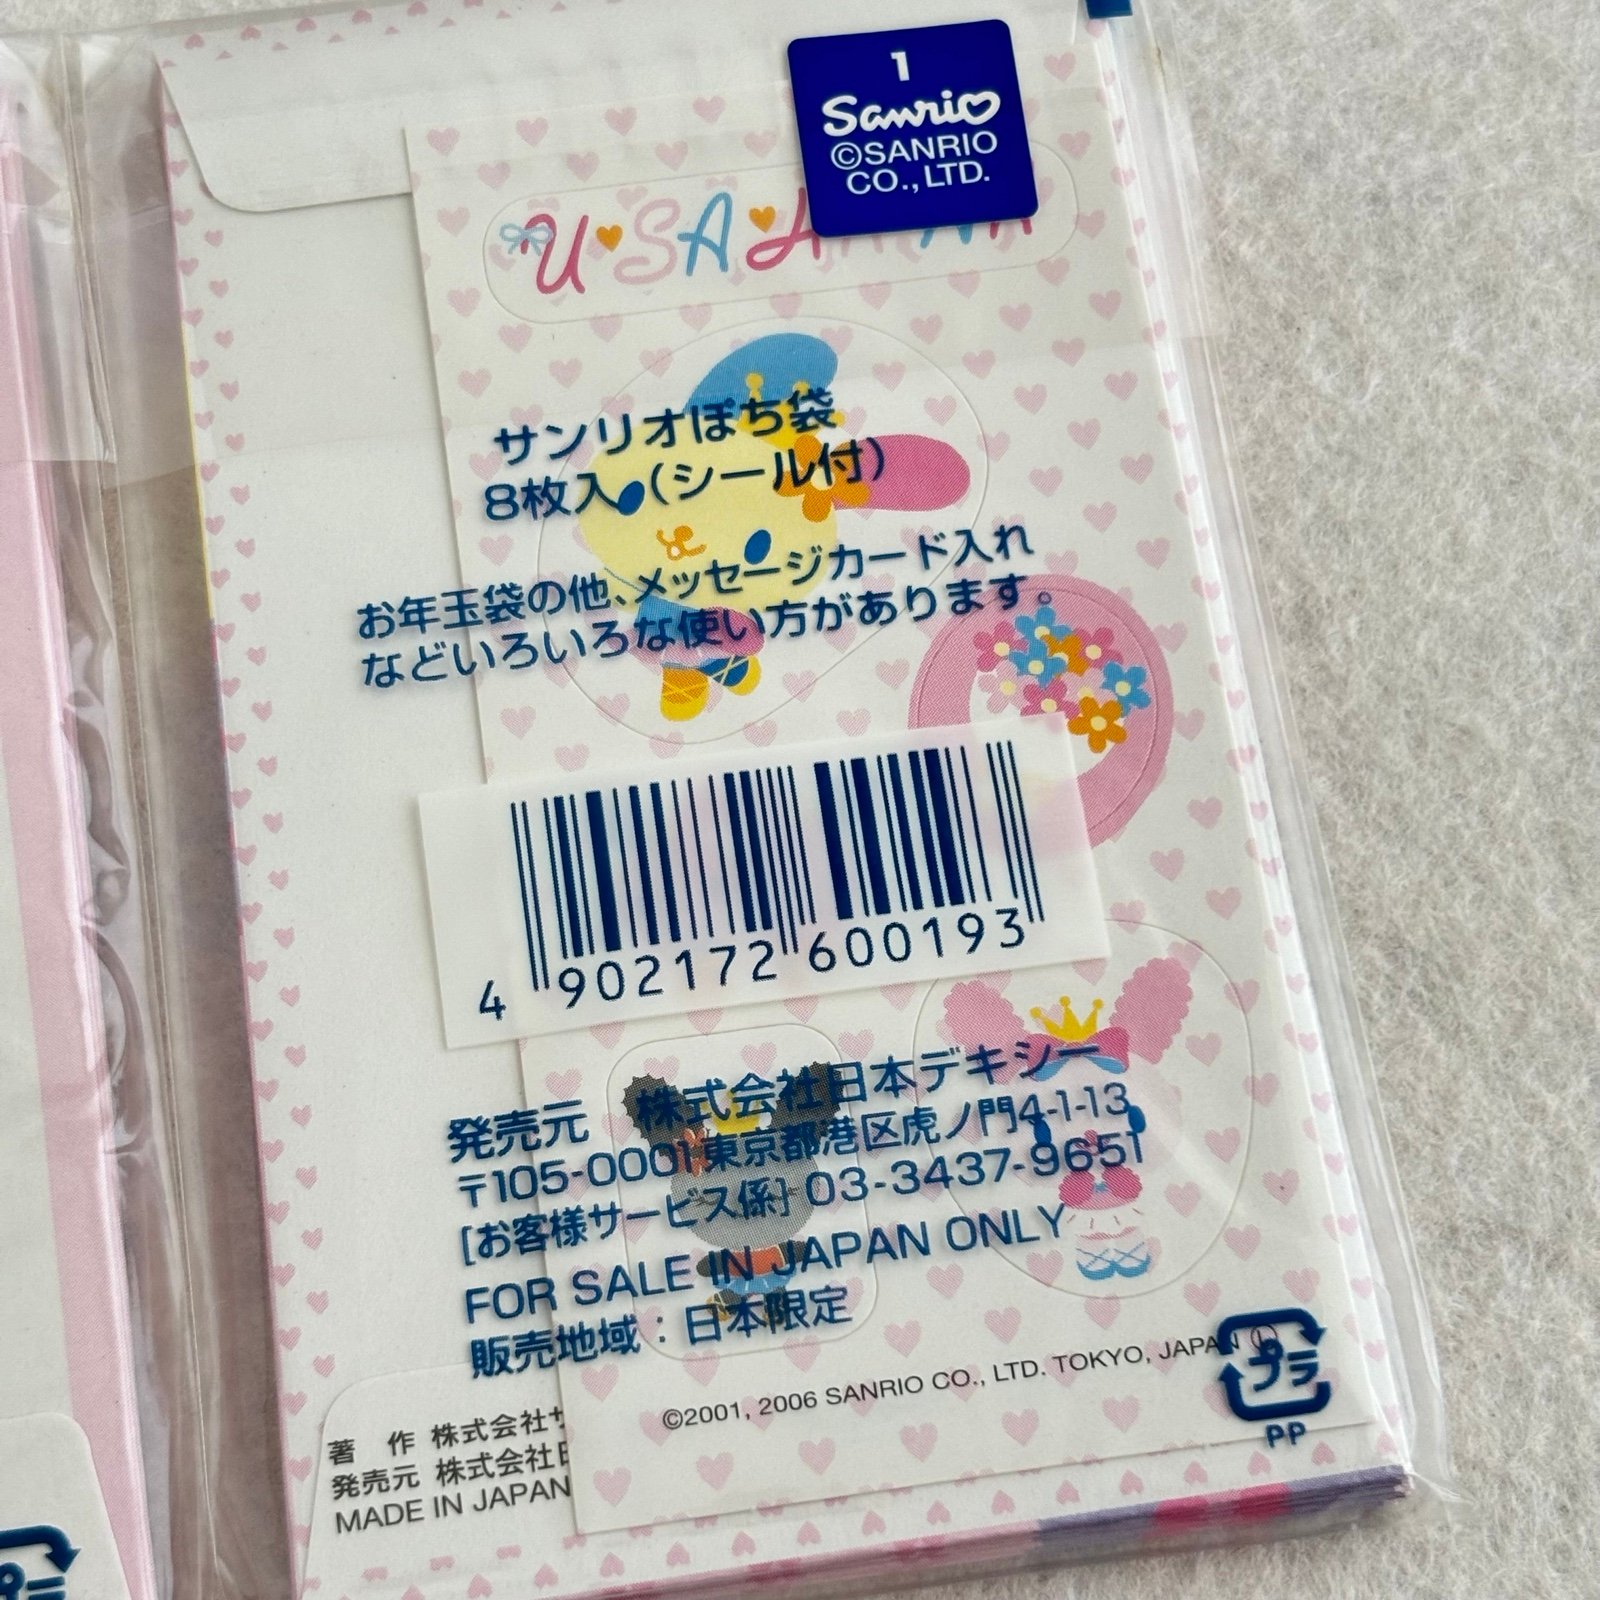 1
Sanrio
©SANRIO
CO., LTD.
U♥SA♥H
サンリオぽち袋
8枚入(シール付)
お年玉袋の他、メッセージカード入れ
などいろいろな使い方があります。
4 902172 600193
発売元 株式会社日本デキシー
〒105-0001東京都港区虎ノ門4-1-13
[お客様サービス係] 03-3437-9651
FOR SALE IN JAPAN ONLY
販売地域：日本限定
©2001, 2006 SANRIO CO., LTD. TOKYO, JAPAN Ⓛ
プラ
PP
著 作 株式会社サ
発売元 株式会社日
MADE IN JAPAN